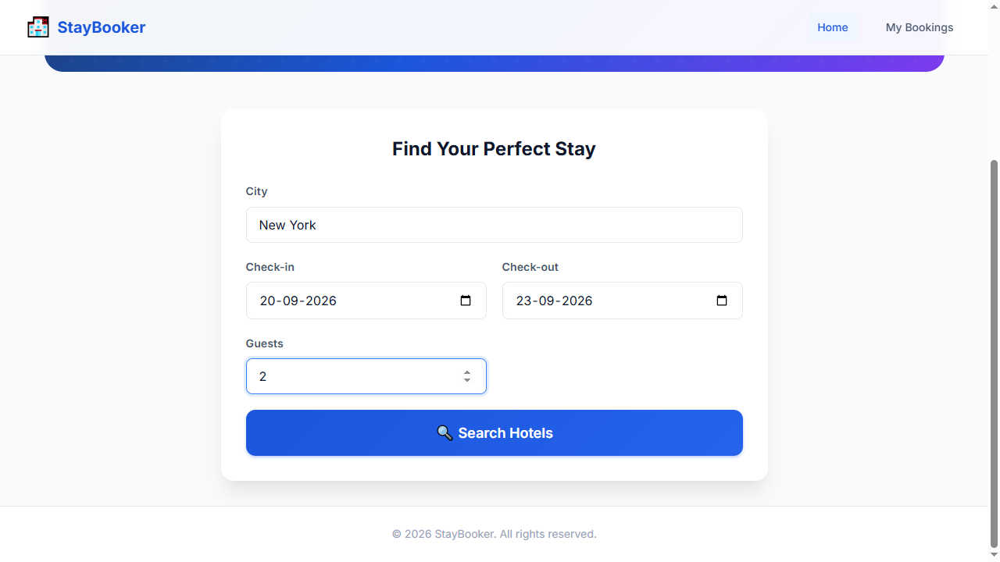 StayBooker
Home
My Bookings
Find Your Perfect Stay
City
New York
Check-in
Check-out
20-09-2026
23-09-2026
Guests
2
Search Hotels
© 2026 StayBooker. All rights reserved.